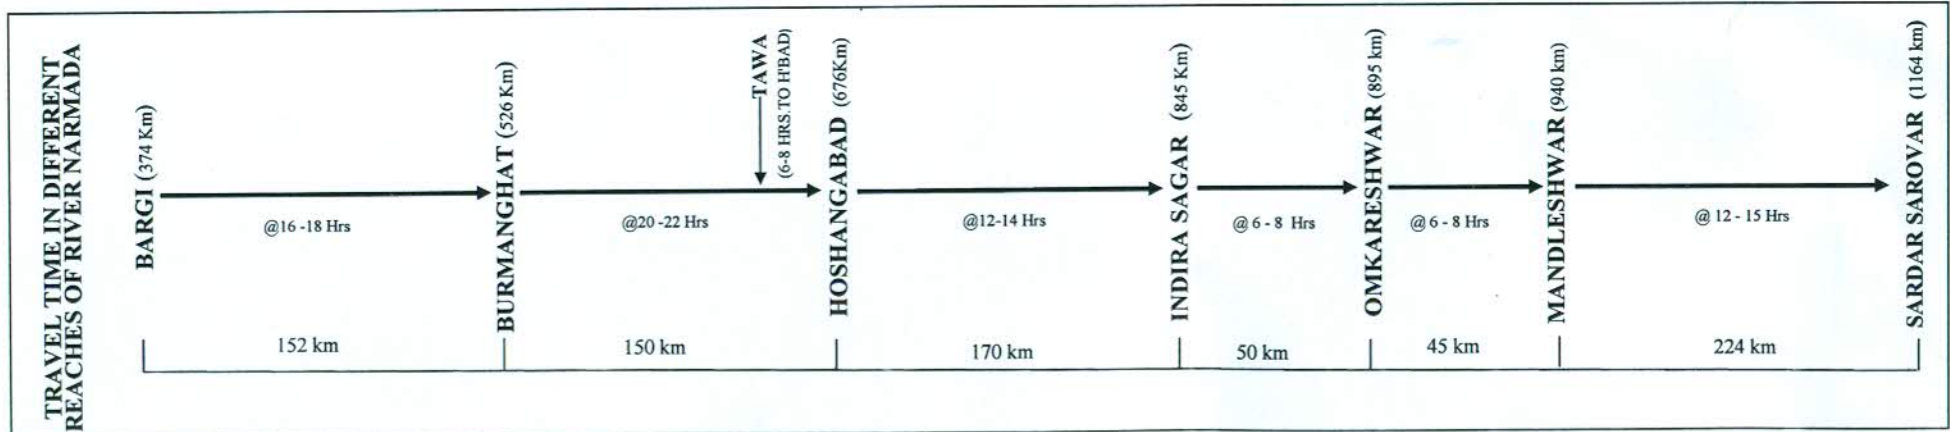 TRAVEL TIME IN DIFFERENT
REACHES OF RIVER NARMADA
BARGI (374 Km)
@16 -18 Hrs
BURMANGHAT (526 Km)
@20 -22 Hrs
TAWA
(6-8 HRS.TO H'BAD)
HOSHANGABAD (676Km)
@12-14 Hrs
INDIRA SAGAR (845 Km)
@ 6 - 8 Hrs
OMKARESHWAR (895 km)
@ 6 - 8 Hrs
MANDLESHWAR (940 km)
@ 12 - 15 Hrs
SARDAR SAROVAR (1164 km)
152 km
150 km
170 km
50 km
45 km
224 km